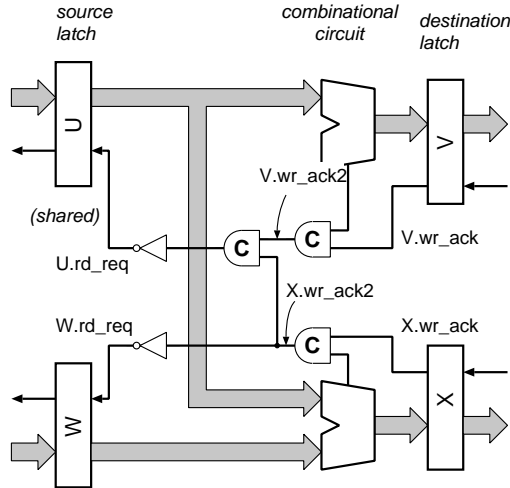 source
latch
combinational
circuit
destination
latch
U
V
V.wr_ack2
(shared)
C
C
V.wr_ack
U.rd_req
X.wr_ack2
W.rd_req
X.wr_ack
C
W
X